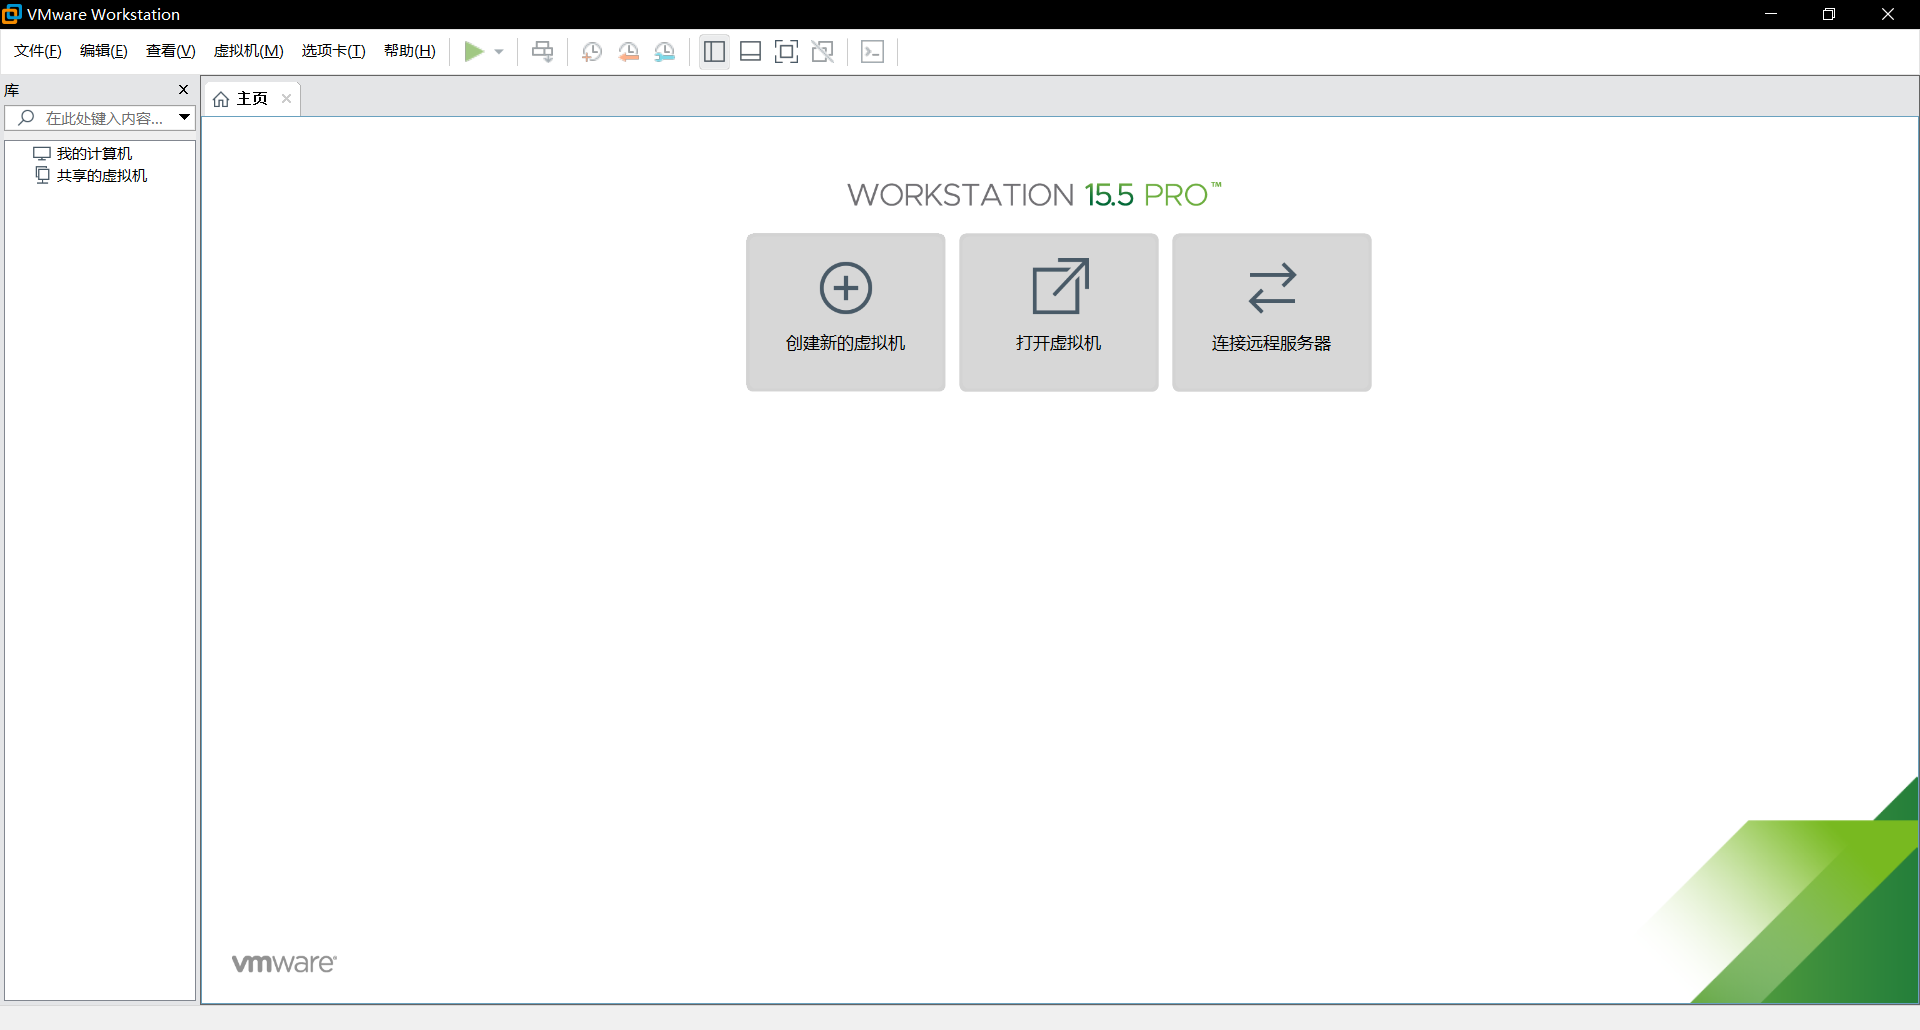 VMware Workstation
文件(F) 编辑(E) 查看(V) 虚拟机(M) 选项卡(T) 帮助(H)
库
在此处键入内容...
我的计算机
共享的虚拟机
主页
WORKSTATION 15.5 PRO™
创建新的虚拟机
打开虚拟机
连接远程服务器
vmware®